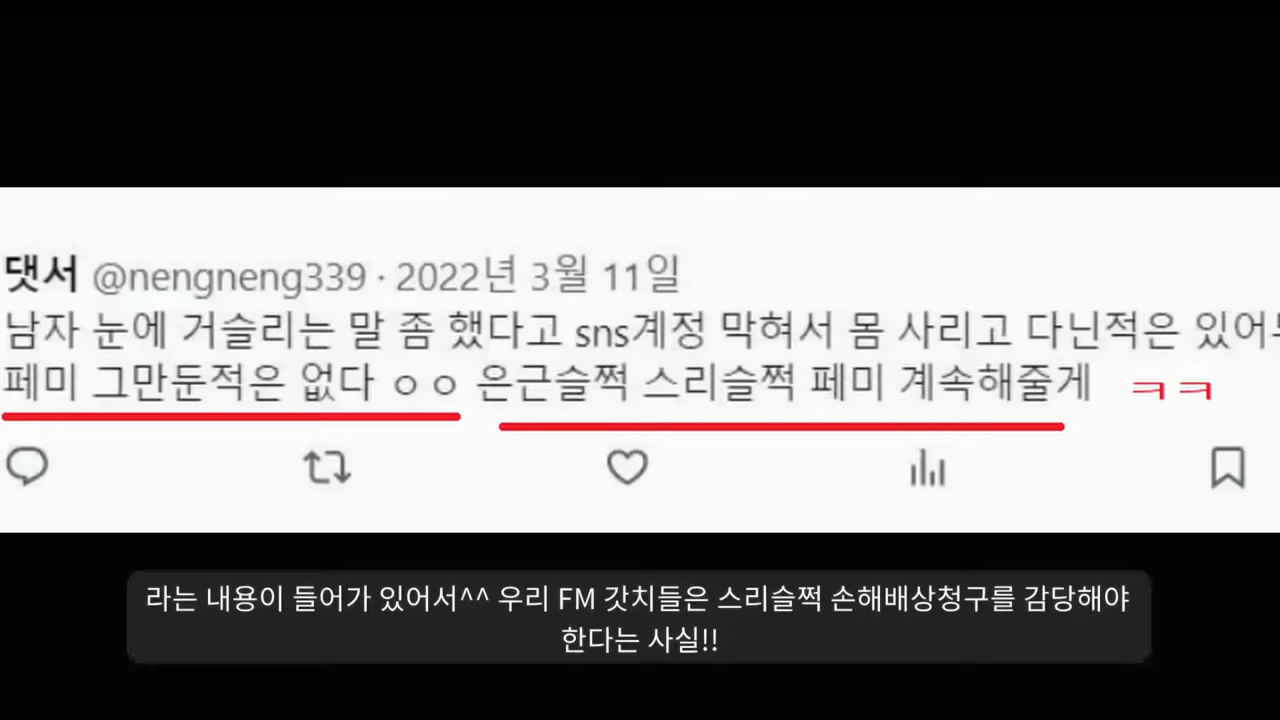 댓서 @nengneng339 · 2022년 3월 11일
남자 눈에 거슬리는 말 좀 했다고 sns계정 막혀서 몸 사리고 다닌적은 있어
페미 그만둔적은 없다 ㅇㅇ 은근슬쩍 스리슬쩍 페미 계속해줄게 ㅋㅋ
라는 내용이 들어가 있어서^^ 우리 FM 갓치들은 스리슬쩍 손해배상청구를 감당해야
한다는 사실!!